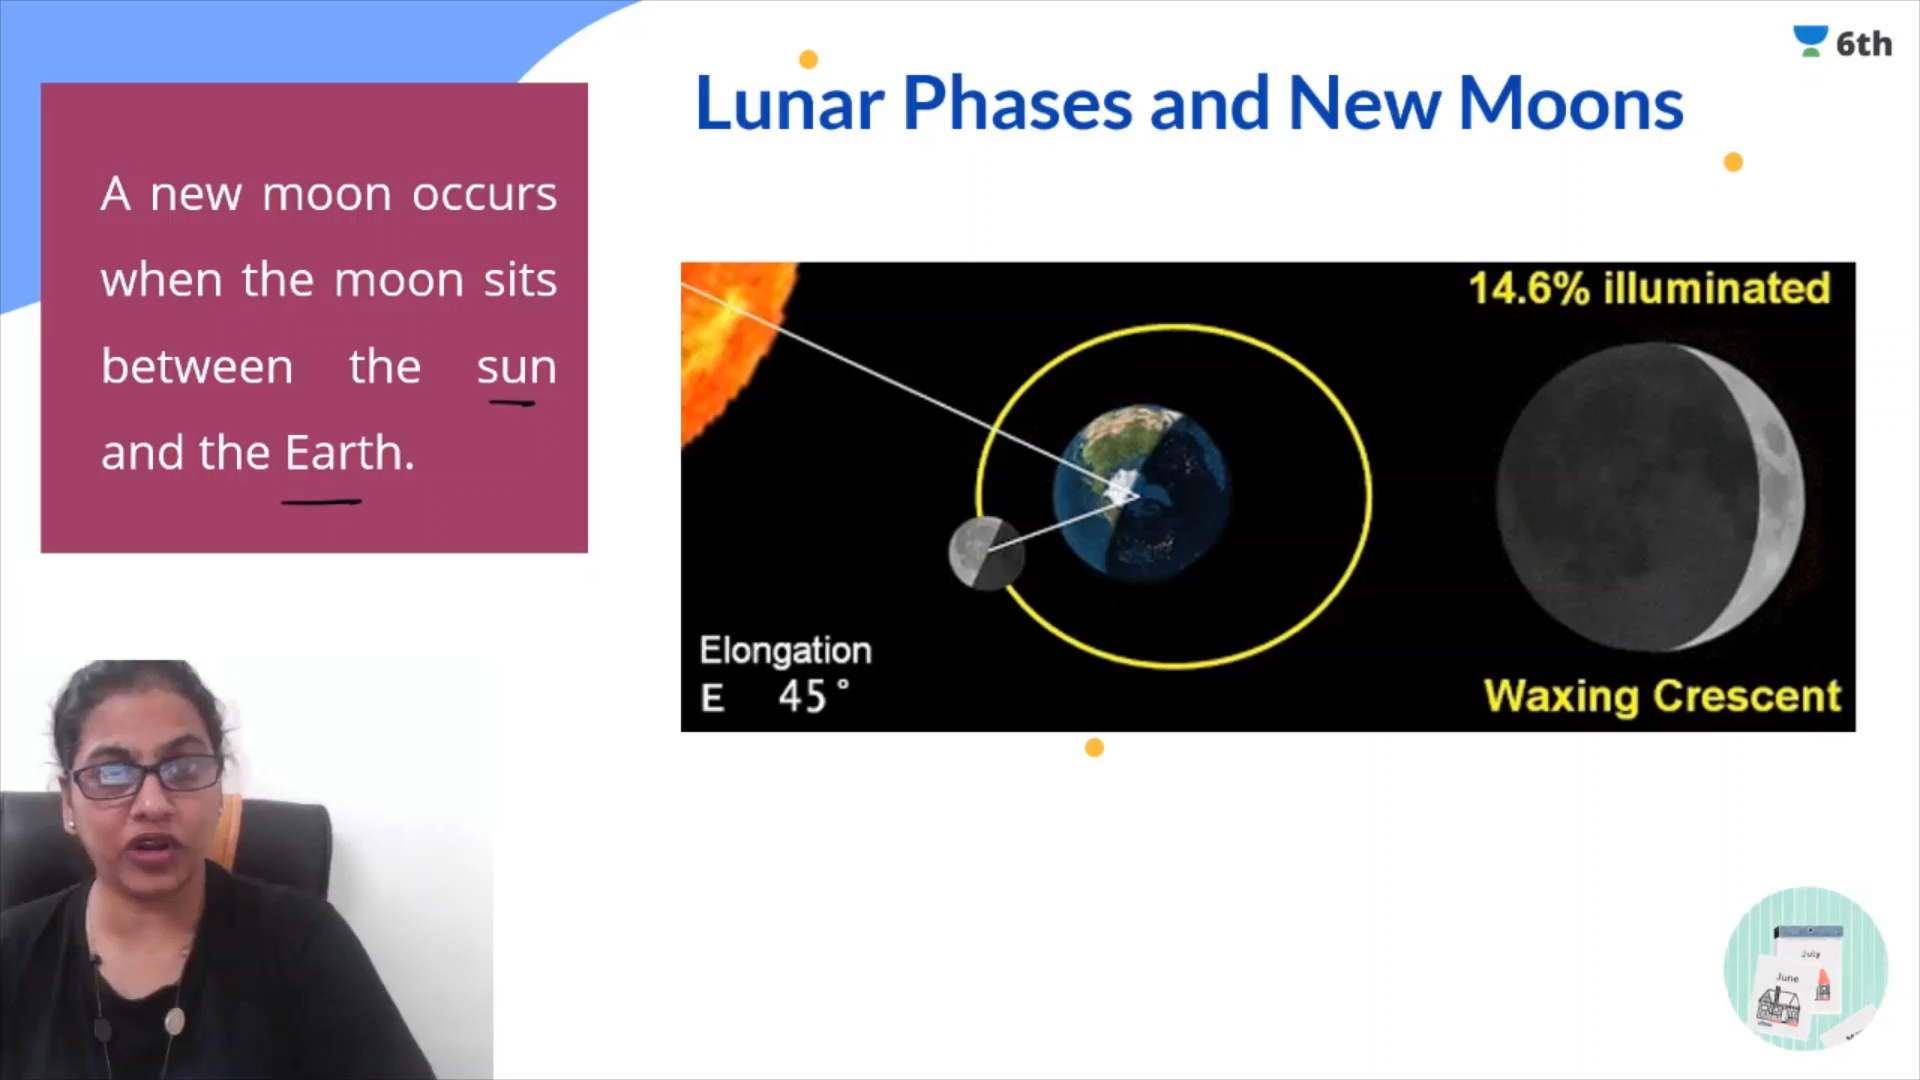 6th
Lunar Phases and New Moons
A new moon occurs
when the moon sits
between the sun
and the Earth.
14.6% illuminated
Elongation
E 45°
Waxing Crescent
July
June